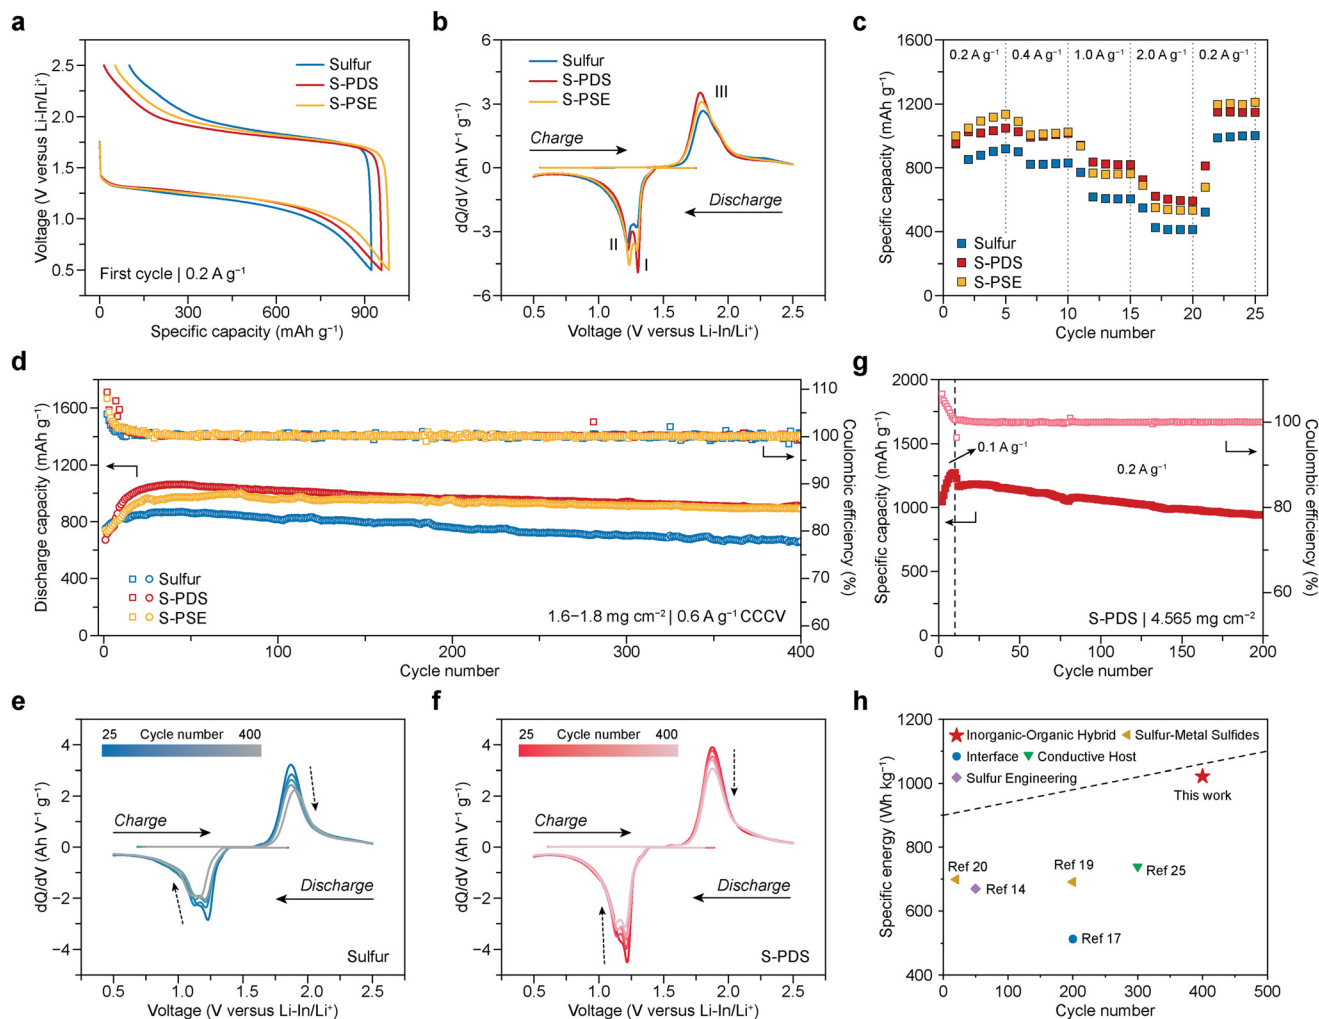 a
2.5
2.0
1.5
1.0
0.5
Voltage (V versus Li-In/Li⁺)
Sulfur
S-PDS
S-PSE
First cycle | 0.2 A g⁻¹
0 300 600 900
Specific capacity (mAh g⁻¹)
b
6
3
0
−3
−6
dQ/dV (Ah V⁻¹ g⁻¹)
Sulfur
S-PDS
S-PSE
III
Charge
Discharge
II
I
0.5 1.0 1.5 2.0 2.5
Voltage (V versus Li-In/Li⁺)
c
1600
1200
800
400
0
Specific capacity (mAh g⁻¹)
0.2 A g⁻¹ 0.4 A g⁻¹ 1.0 A g⁻¹ 2.0 A g⁻¹ 0.2 A g⁻¹
Sulfur
S-PDS
S-PSE
0 5 10 15 20 25
Cycle number
d
1600
1200
800
400
0
Discharge capacity (mAh g⁻¹)
110
100
90
80
70
60
Coulombic efficiency (%)
Sulfur
S-PDS
S-PSE
1.6−1.8 mg cm⁻² | 0.6 A g⁻¹ CCCV
0 100 200 300 400
Cycle number
g
2000
1500
1000
500
0
Specific capacity (mAh g⁻¹)
100
80
60
Coulombic efficiency (%)
0.1 A g⁻¹
0.2 A g⁻¹
S-PDS | 4.565 mg cm⁻²
0 50 100 150 200
Cycle number
e
4
2
0
−2
−4
dQ/dV (Ah V⁻¹ g⁻¹)
25 Cycle number 400
Charge
Discharge
Sulfur
0.5 1.0 1.5 2.0 2.5
Voltage (V versus Li-In/Li⁺)
f
4
2
0
−2
−4
dQ/dV (Ah V⁻¹ g⁻¹)
25 Cycle number 400
Charge
Discharge
S-PDS
0.5 1.0 1.5 2.0 2.5
Voltage (V versus Li-In/Li⁺)
h
1200
1000
800
600
400
Specific energy (Wh kg⁻¹)
Inorganic-Organic Hybrid Sulfur-Metal Sulfides
Interface Conductive Host
Sulfur Engineering
This work
Ref 20
Ref 14
Ref 19
Ref 25
Ref 17
0 100 200 300 400 500
Cycle number